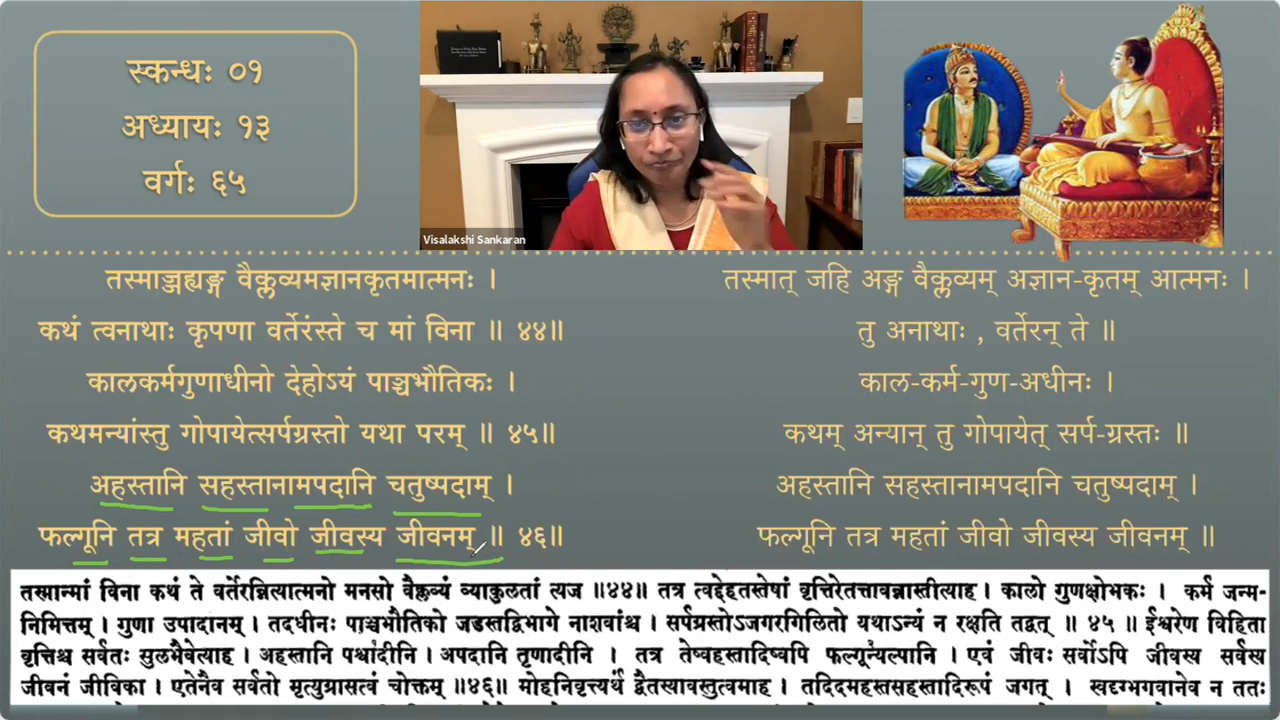 स्कन्धः ०१
अध्यायः १३
वर्गः ६५
Visalakshi Sankaran
तस्माज्जह्यङ्ग वैक्लव्यमज्ञानकृतमात्मनः ।
कथं त्वनाथाः कृपणा वर्तेरंस्ते च मां विना ॥ ४४॥
कालकर्मगुणाधीनो देहोऽयं पाञ्चभौतिकः ।
कथमन्यांस्तु गोपायेत्सर्पग्रस्तो यथा परम् ॥ ४५॥
अहस्तानि सहस्तानामपदानि चतुष्पदाम् ।
फल्गूनि तत्र महतां जीवो जीवस्य जीवनम् ॥ ४६॥
तस्मात् जहि अङ्ग वैक्लव्यम् अज्ञान-कृतम् आत्मनः ।
तु अनाथाः , वर्तेरन् ते ॥
काल-कर्म-गुण-अधीनः ।
कथम् अन्यान् तु गोपायेत् सर्प-ग्रस्तः ॥
अहस्तानि सहस्तानामपदानि चतुष्पदाम् ।
फल्गूनि तत्र महतां जीवो जीवस्य जीवनम् ॥
तस्मान्मां विना कथं ते वर्तेरन्नित्यात्मनो मनसो वैक्लव्यं व्याकुलतां त्यज ॥४४॥ तत्र त्वद्देहतस्तेषां वृत्तिरेतत्तावन्नास्तीत्याह । कालो गुणक्षोभकः । कर्म जन्म-
निमित्तम् । गुणा उपादानम् । तदधीनः पाञ्चभौतिको जडस्तद्विभागे नाशवांश्च । सर्पग्रस्तोऽजगरगिलितो यथाऽन्यं न रक्षति तद्वत् ॥ ४५ ॥ ईश्वरेण विहिता
वृत्तिश्च सर्वतः सुलभैवेत्याह । अहस्तानि पश्वादीनि । अपदानि तृणादीनि । तत्र तेष्वहस्तादिष्वपि फल्गून्यल्पानि । एवं जीवः सर्वोऽपि जीवस्य सर्वस्य
जीवनं जीविका । एतेनैव सर्वतो मृत्युग्रासत्वं चोक्तम् ॥४६॥ मोहनिवृत्त्यर्थं द्वैतस्यावस्तुत्वमाह । तदिदमहस्तसहस्तादिरूपं जगत् । स्वदृग्भगवानेव न ततः